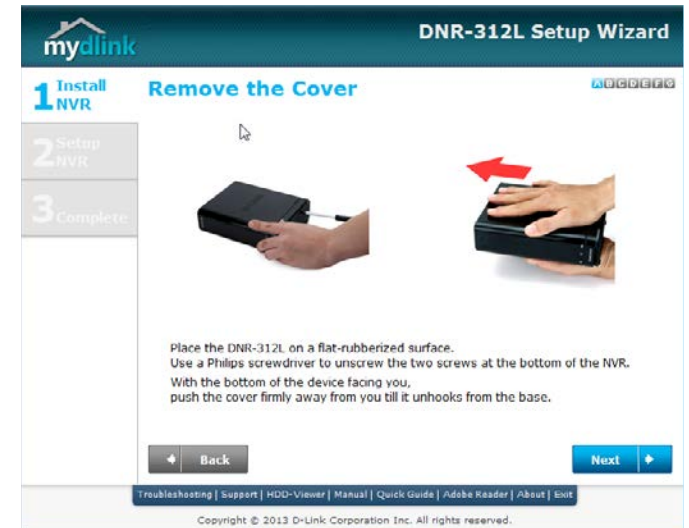 mydlink
DNR-312L Setup Wizard
1 Install
NVR
Remove the Cover
A B C D E F G
2 Setup
NVR
3 Complete
Place the DNR-312L on a flat-rubberized surface.
Use a Philips screwdriver to unscrew the two screws at the bottom of the NVR.
With the bottom of the device facing you,
push the cover firmly away from you till it unhooks from the base.
Back
Next
Troubleshooting | Support | HDD-Viewer | Manual | Quick Guide | Adobe Reader | About | Exit
Copyright © 2013 D-Link Corporation Inc. All rights reserved.